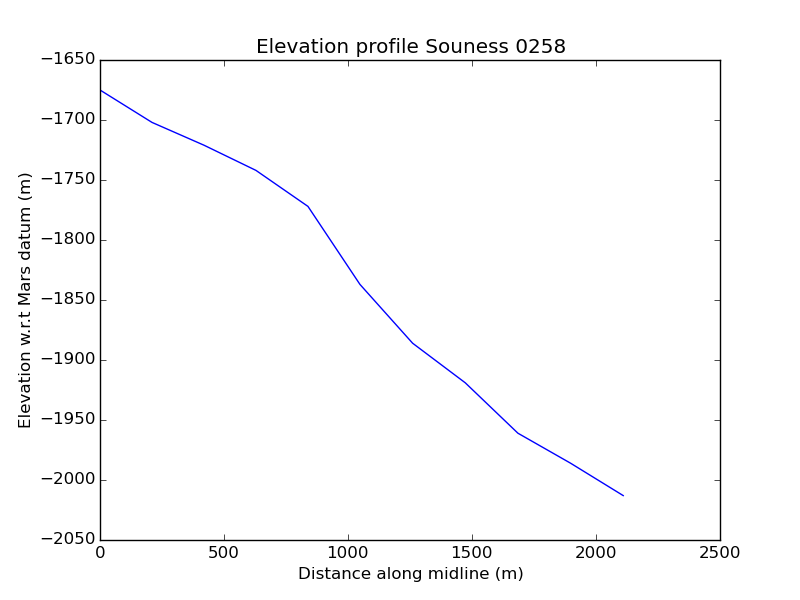 Elevation profile Souness 0258
−1650
−1700
−1750
−1800
−1850
−1900
−1950
−2000
−2050
Elevation w.r.t Mars datum (m)
0 500 1000 1500 2000 2500
Distance along midline (m)